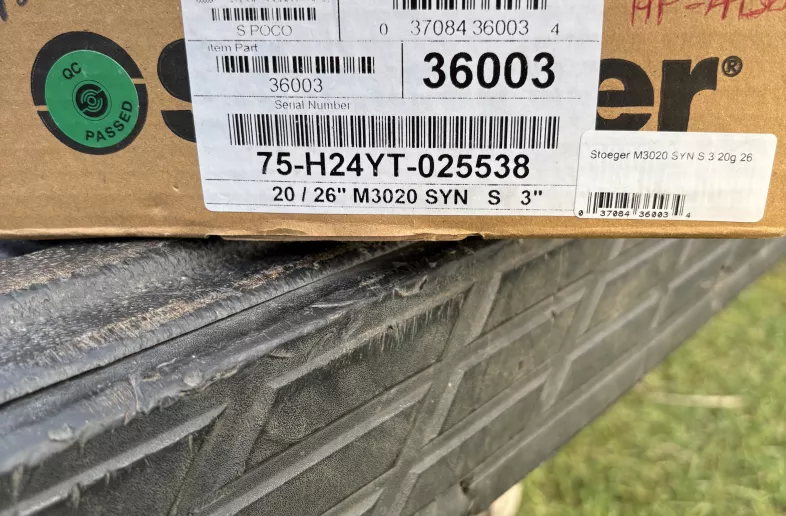 S POCO
0 37084 36003 4
Item Part
36003
36003
er®
QC
PASSED
Serial Number
75-H24YT-025538
20 / 26" M3020 SYN S 3"
Stoeger M3020 SYN S 3 20g 26
0 37084 36003 4